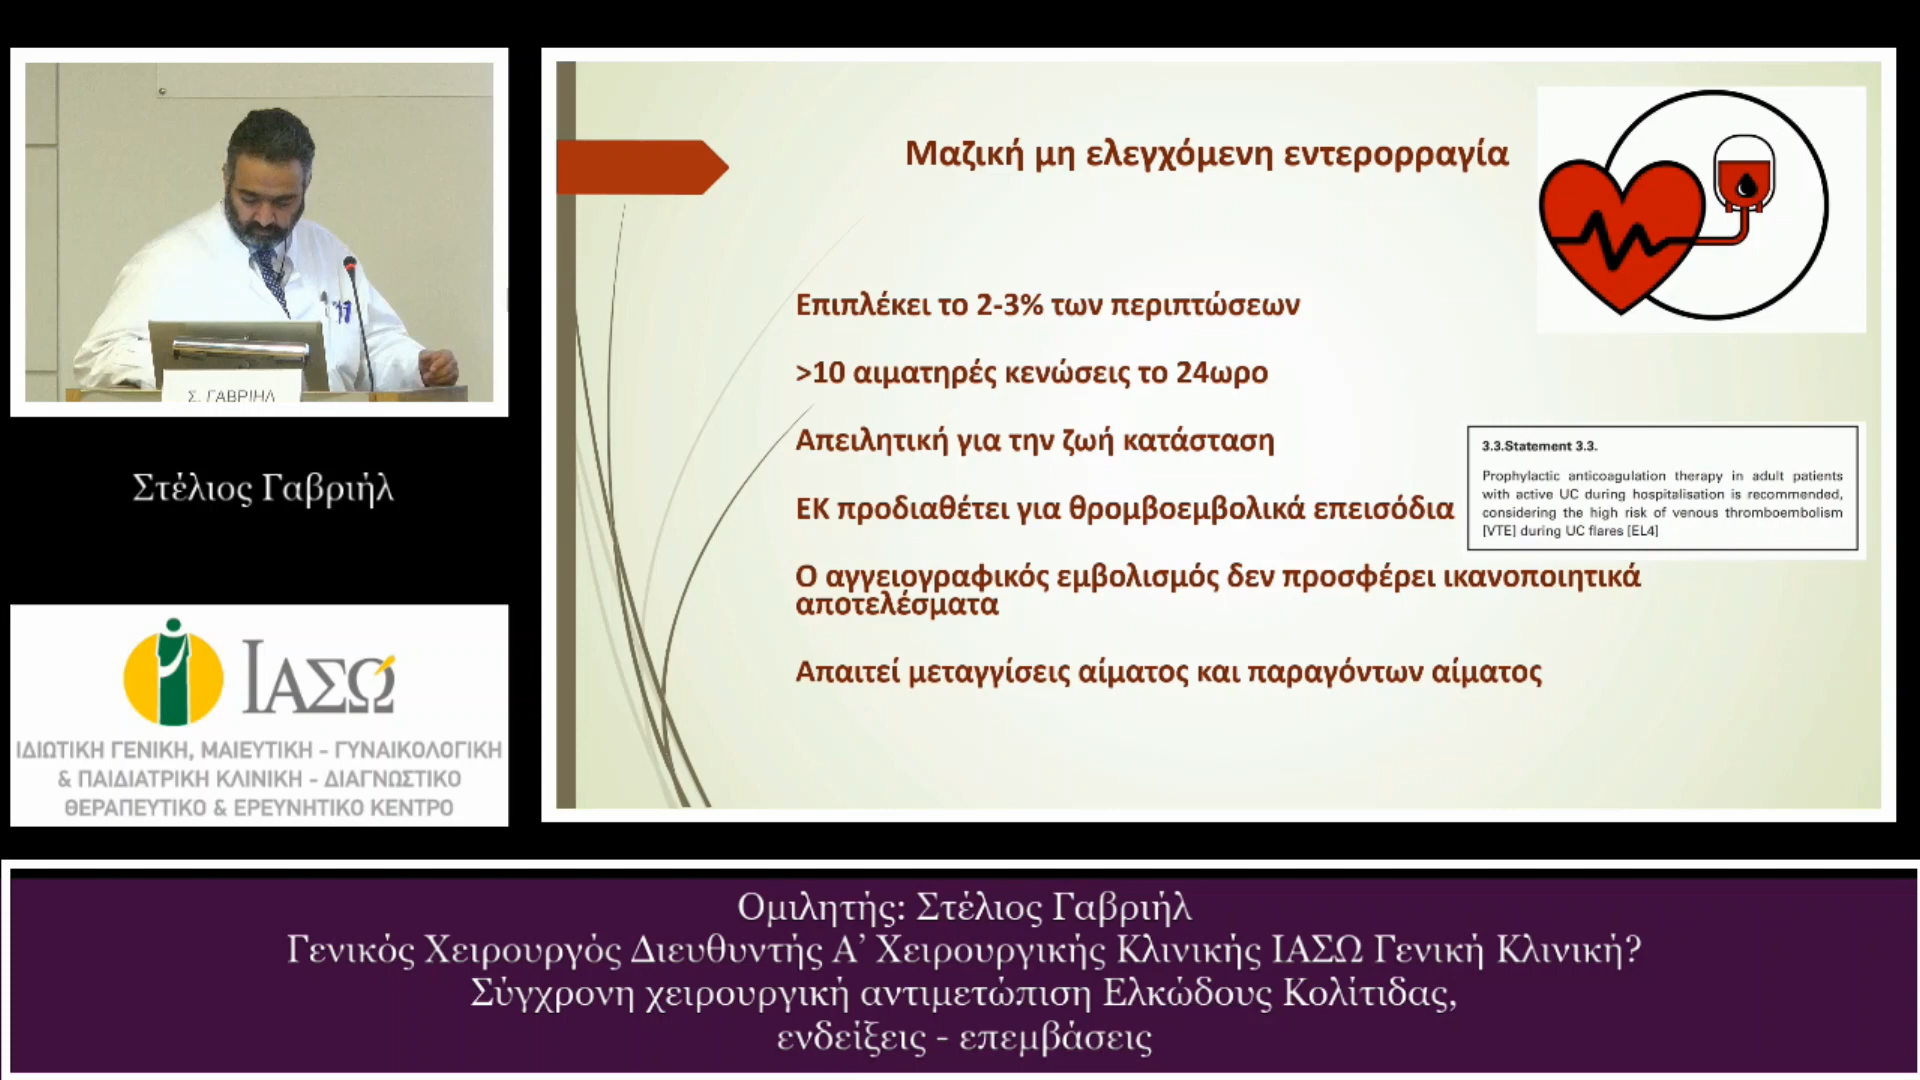 Σ. ΓΑΒΡΙΗΛ
Στέλιος Γαβριήλ
ΙΑΣΩ
ΙΔΙΩΤΙΚΗ ΓΕΝΙΚΗ, ΜΑΙΕΥΤΙΚΗ - ΓΥΝΑΙΚΟΛΟΓΙΚΗ
& ΠΑΙΔΙΑΤΡΙΚΗ ΚΛΙΝΙΚΗ - ΔΙΑΓΝΩΣΤΙΚΟ
ΘΕΡΑΠΕΥΤΙΚΟ & ΕΡΕΥΝΗΤΙΚΟ ΚΕΝΤΡΟ
Μαζική μη ελεγχόμενη εντερορραγία
Επιπλέκει το 2-3% των περιπτώσεων
>10 αιματηρές κενώσεις το 24ωρο
Απειλητική για την ζωή κατάσταση
ΕΚ προδιαθέτει για θρομβοεμβολικά επεισόδια
Ο αγγειογραφικός εμβολισμός δεν προσφέρει ικανοποιητικά
αποτελέσματα
Απαιτεί μεταγγίσεις αίματος και παραγόντων αίματος
3.3.Statement 3.3.
Prophylactic anticoagulation therapy in adult patients
with active UC during hospitalisation is recommended,
considering the high risk of venous thromboembolism
[VTE] during UC flares [EL4]
Ομιλητής: Στέλιος Γαβριήλ
Γενικός Χειρουργός Διευθυντής Α’ Χειρουργικής Κλινικής ΙΑΣΩ Γενική Κλινική?
Σύγχρονη χειρουργική αντιμετώπιση Ελκώδους Κολίτιδας,
ενδείξεις - επεμβάσεις